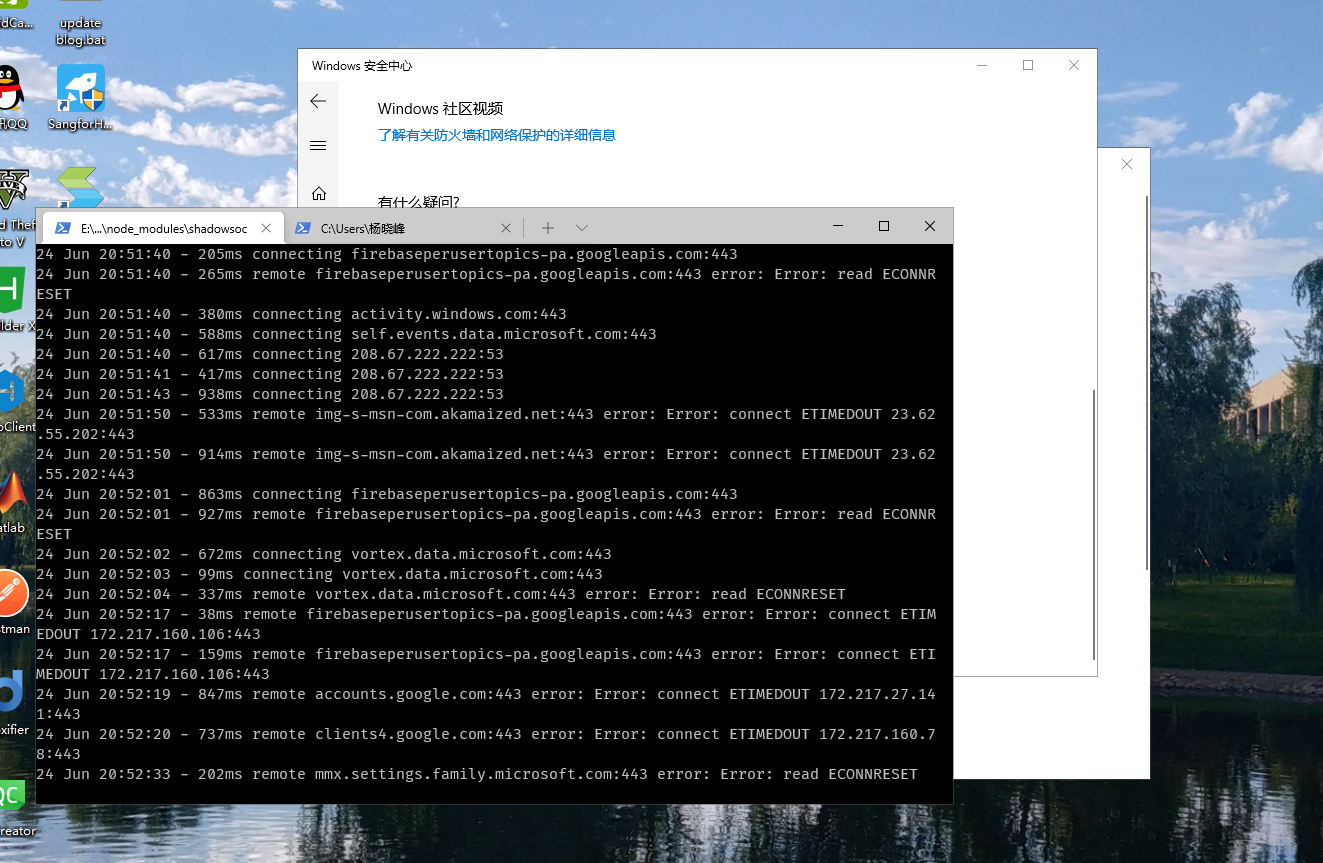 dCa...
update
blog.bat
QQ
SangforH...
to V
lder X
oClient
atlab
stman
xifier
reator
Windows 安全中心
Windows 社区视频
了解有关防火墙和网络保护的详细信息
有什么疑问?
E:\...\node_modules\shadowsoc
C:\Users\杨晓峰
24 Jun 20:51:40 - 205ms connecting firebaseperusertopics-pa.googleapis.com:443
24 Jun 20:51:40 - 265ms remote firebaseperusertopics-pa.googleapis.com:443 error: Error: read ECONNR
ESET
24 Jun 20:51:40 - 380ms connecting activity.windows.com:443
24 Jun 20:51:40 - 588ms connecting self.events.data.microsoft.com:443
24 Jun 20:51:40 - 617ms connecting 208.67.222.222:53
24 Jun 20:51:41 - 417ms connecting 208.67.222.222:53
24 Jun 20:51:43 - 938ms connecting 208.67.222.222:53
24 Jun 20:51:50 - 533ms remote img-s-msn-com.akamaized.net:443 error: Error: connect ETIMEDOUT 23.62
.55.202:443
24 Jun 20:51:50 - 914ms remote img-s-msn-com.akamaized.net:443 error: Error: connect ETIMEDOUT 23.62
.55.202:443
24 Jun 20:52:01 - 863ms connecting firebaseperusertopics-pa.googleapis.com:443
24 Jun 20:52:01 - 927ms remote firebaseperusertopics-pa.googleapis.com:443 error: Error: read ECONNR
ESET
24 Jun 20:52:02 - 672ms connecting vortex.data.microsoft.com:443
24 Jun 20:52:03 - 99ms connecting vortex.data.microsoft.com:443
24 Jun 20:52:04 - 337ms remote vortex.data.microsoft.com:443 error: Error: read ECONNRESET
24 Jun 20:52:17 - 38ms remote firebaseperusertopics-pa.googleapis.com:443 error: Error: connect ETIM
EDOUT 172.217.160.106:443
24 Jun 20:52:17 - 159ms remote firebaseperusertopics-pa.googleapis.com:443 error: Error: connect ETI
MEDOUT 172.217.160.106:443
24 Jun 20:52:19 - 847ms remote accounts.google.com:443 error: Error: connect ETIMEDOUT 172.217.27.14
1:443
24 Jun 20:52:20 - 737ms remote clients4.google.com:443 error: Error: connect ETIMEDOUT 172.217.160.7
8:443
24 Jun 20:52:33 - 202ms remote mmx.settings.family.microsoft.com:443 error: Error: read ECONNRESET